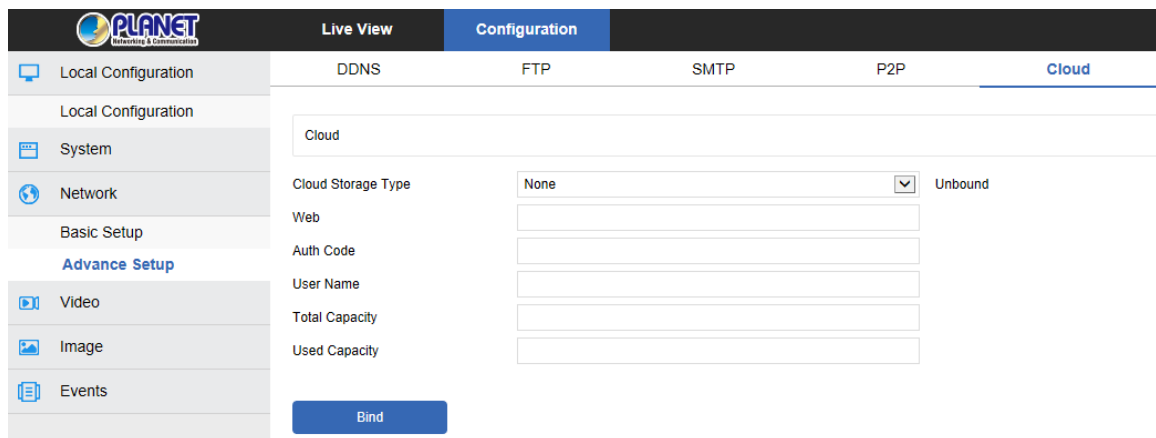 PLANET
Networking & Communication
Live View
Configuration
Local Configuration
DDNS
FTP
SMTP
P2P
Cloud
Local Configuration
System
Network
Basic Setup
Advance Setup
Video
Image
Events
Cloud
Cloud Storage Type
None
Unbound
Web
Auth Code
User Name
Total Capacity
Used Capacity
Bind